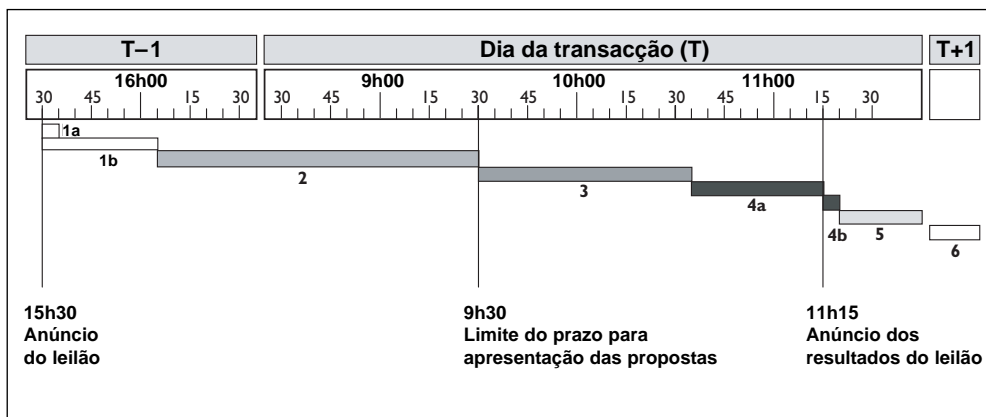 T–1 Dia da transacção (T) T+1
16h00 9h00 10h00 11h00
30 45 15 30 30 45 15 30 45 15 30 45 15 30
1a
1b
2
3
4a
4b
5
6
15h30
Anúncio
do leilão
9h30
Limite do prazo para
apresentação das propostas
11h15
Anúncio dos
resultados do leilão